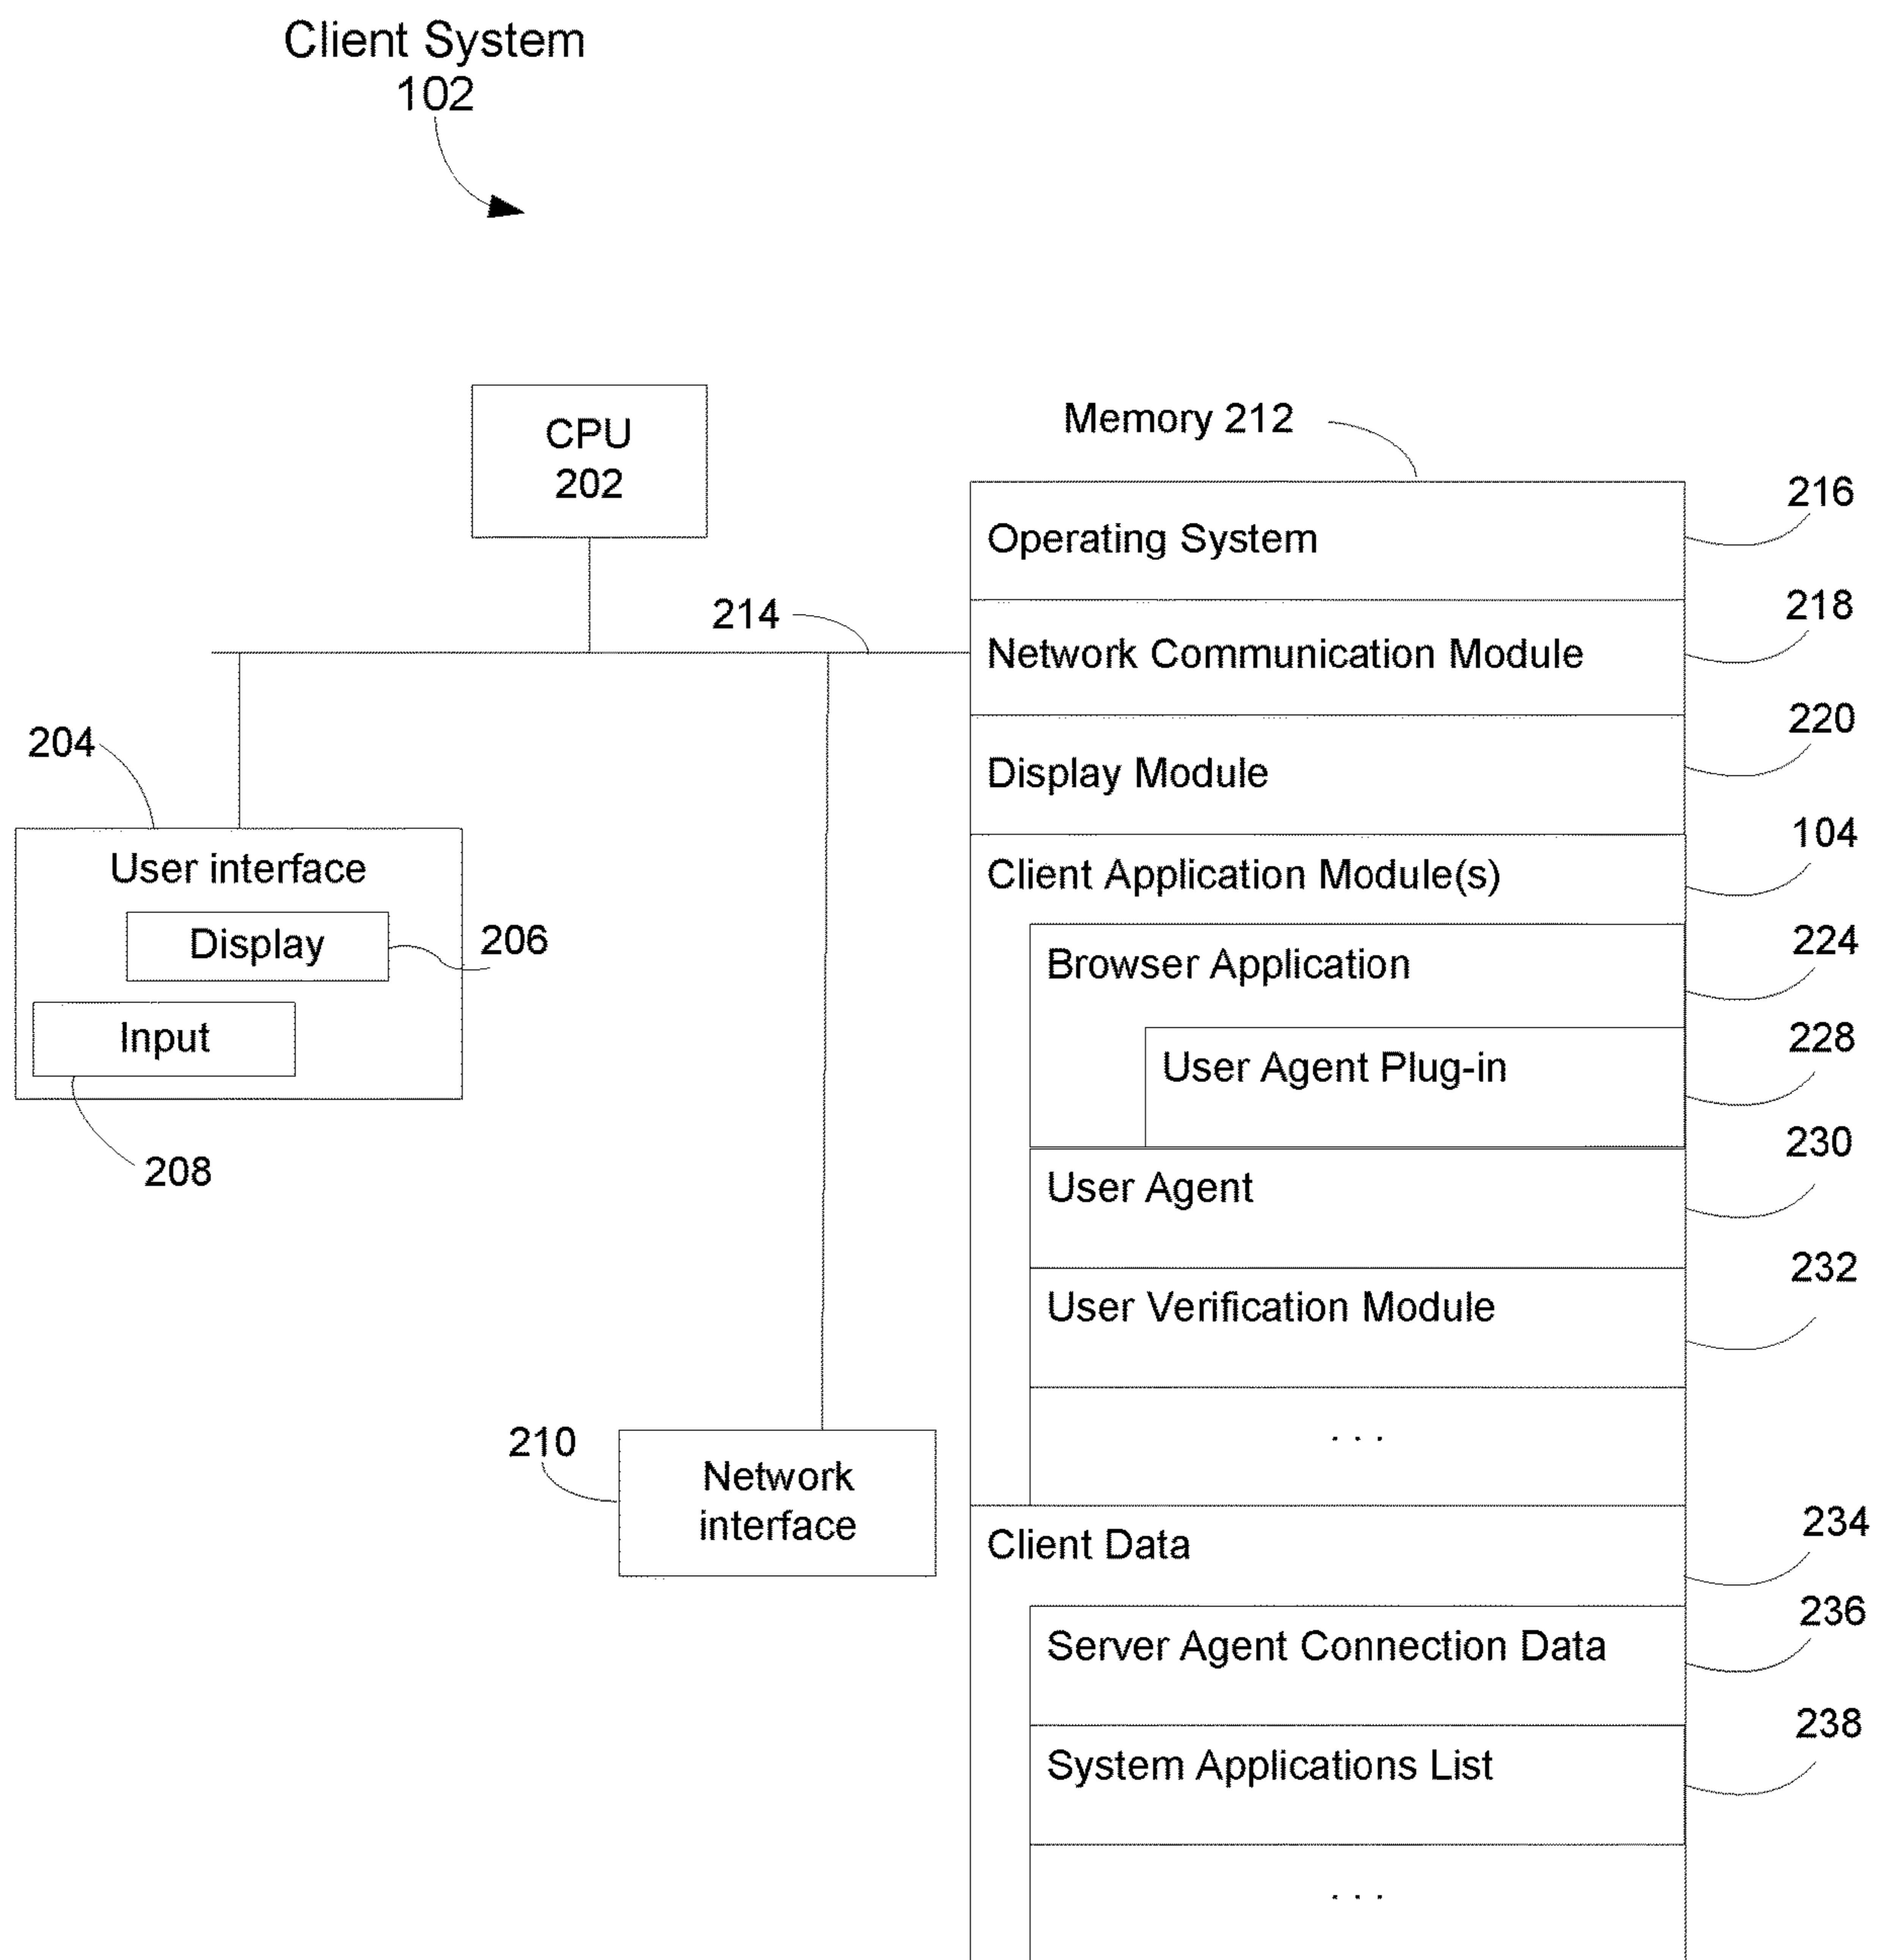 Client System
102
CPU
202
Memory 212
216
Operating System
214
218
Network Communication Module
204
220
Display Module
User interface
104
Client Application Module(s)
Display
206
224
Browser Application
Input
228
User Agent Plug-in
208
230
User Agent
232
User Verification Module
. . .
210
Network
interface
234
Client Data
236
Server Agent Connection Data
238
System Applications List
. . .